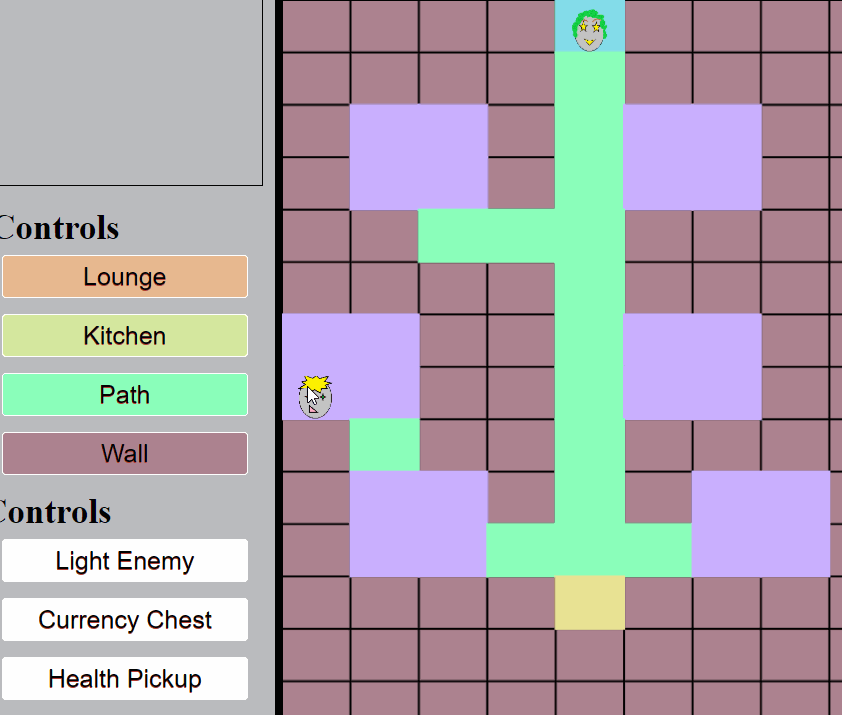 Controls
Lounge
Kitchen
Path
Wall
Controls
Light Enemy
Currency Chest
Health Pickup